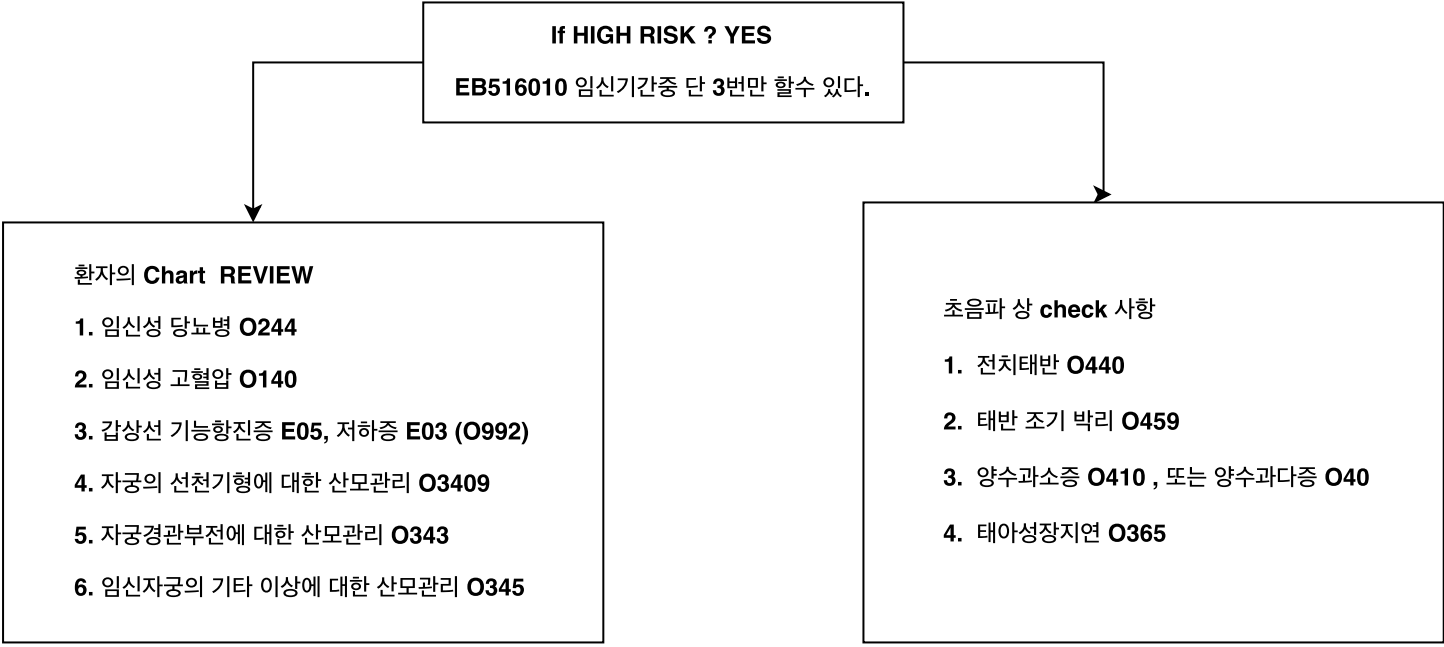 If HIGH RISK ? YES
EB516010 임신기간중 단 3번만 할수 있다.
환자의 Chart REVIEW
1. 임신성 당뇨병 O244
2. 임신성 고혈압 O140
3. 갑상선 기능항진증 E05, 저하증 E03 (O992)
4. 자궁의 선천기형에 대한 산모관리 O3409
5. 자궁경관부전에 대한 산모관리 O343
6. 임신자궁의 기타 이상에 대한 산모관리 O345
초음파 상 check 사항
1. 전치태반 O440
2. 태반 조기 박리 O459
3. 양수과소증 O410 , 또는 양수과다증 O40
4. 태아성장지연 O365